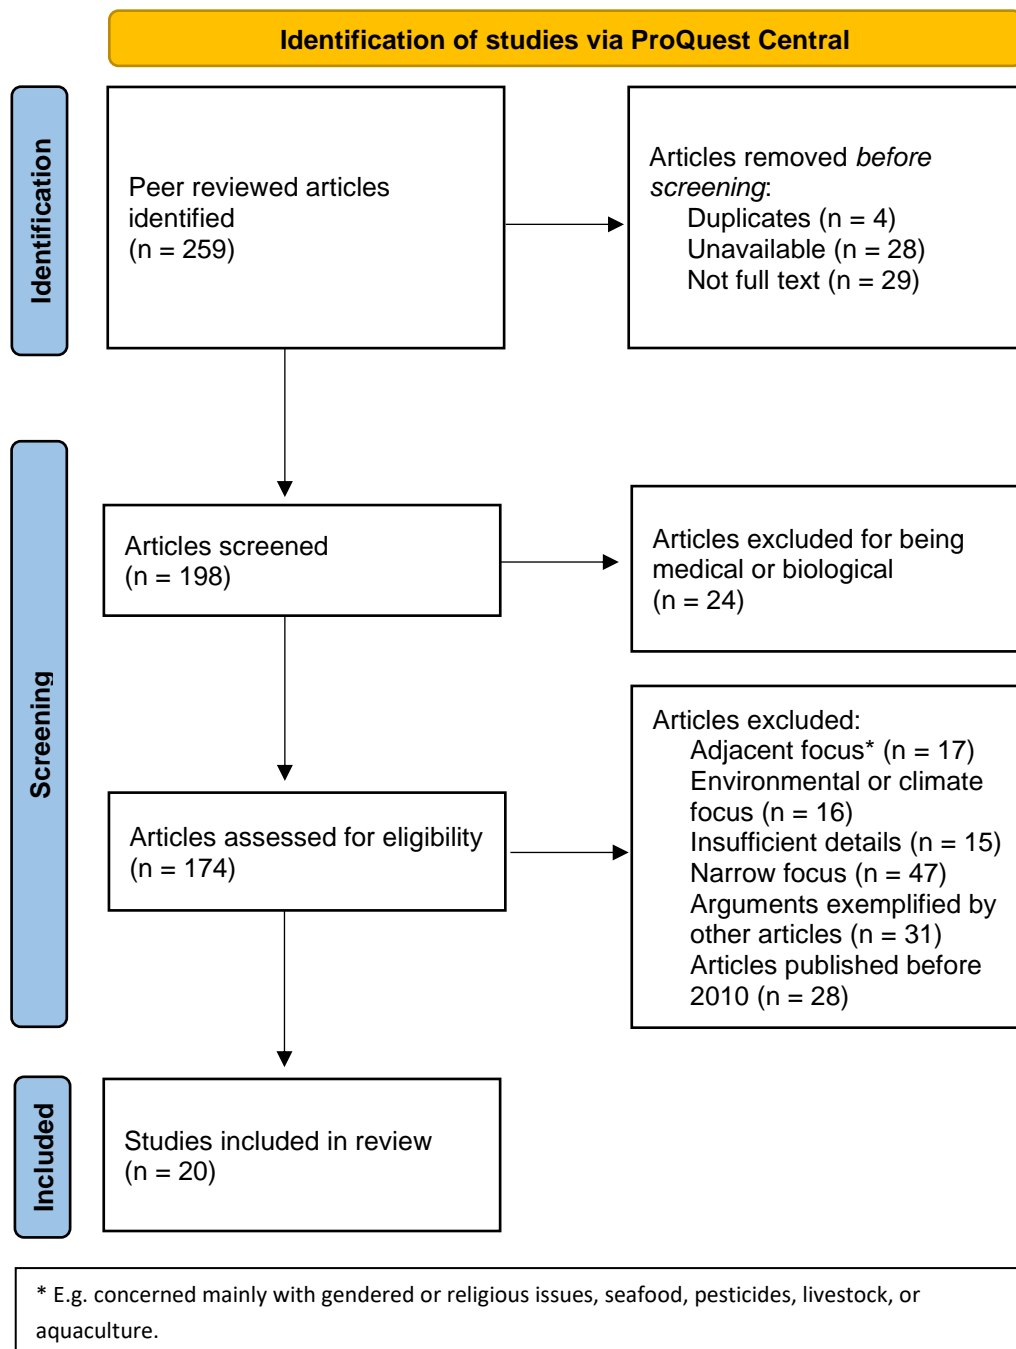 Identification of studies via ProQuest Central
Identification
Peer reviewed articles
identified
(n = 259)
Articles removed before
screening:
Duplicates (n = 4)
Unavailable (n = 28)
Not full text (n = 29)
Screening
Articles screened
(n = 198)
Articles excluded for being
medical or biological
(n = 24)
Articles assessed for eligibility
(n = 174)
Articles excluded:
Adjacent focus* (n = 17)
Environmental or climate
focus (n = 16)
Insufficient details (n = 15)
Narrow focus (n = 47)
Arguments exemplified by
other articles (n = 31)
Articles published before
2010 (n = 28)
Included
Studies included in review
(n = 20)
* E.g. concerned mainly with gendered or religious issues, seafood, pesticides, livestock, or
aquaculture.